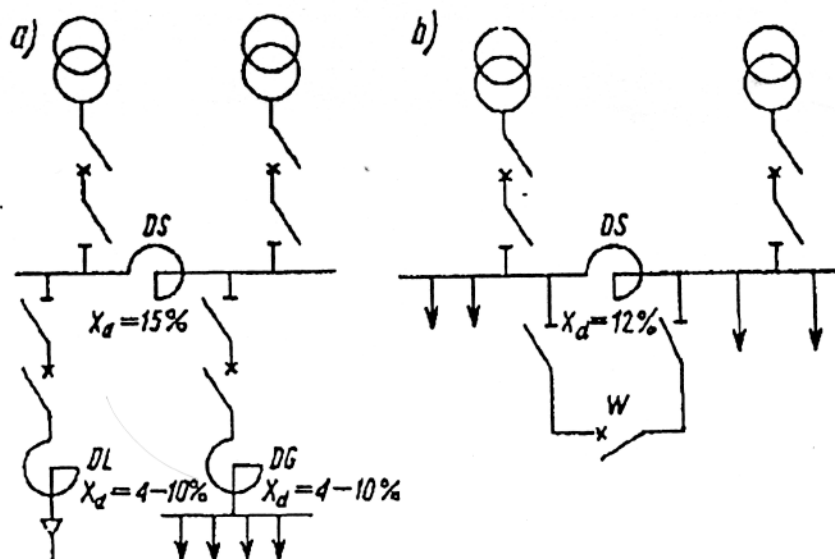 a)
b)
DS
X_d=15%
DL
X_d=4-10%
DG
X_d=4-10%
DS
X_d=12%
W